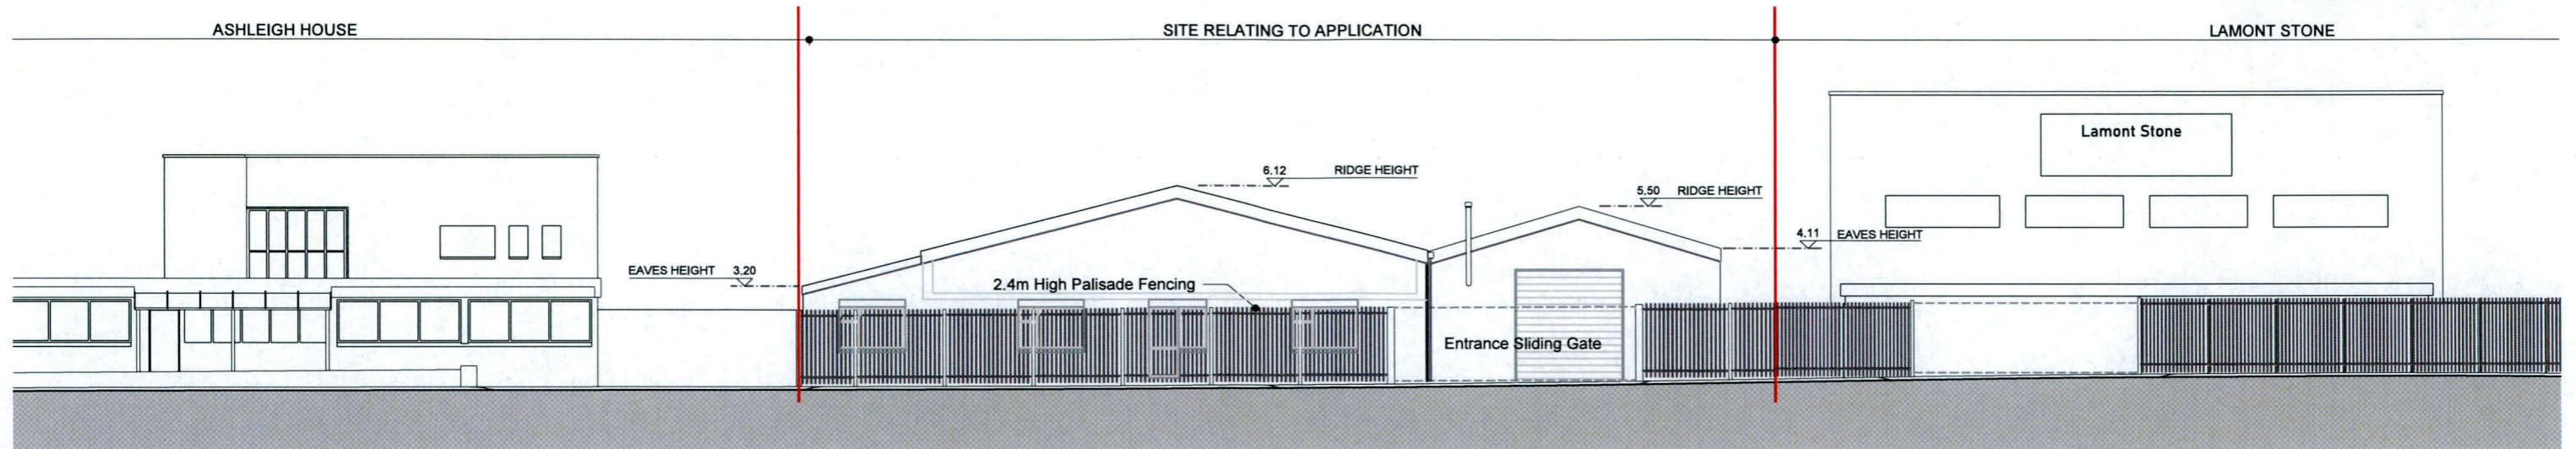 ASHLEIGH HOUSE
SITE RELATING TO APPLICATION
LAMONT STONE
Lamont Stone
6.12 RIDGE HEIGHT
5.50 RIDGE HEIGHT
4.11 EAVES HEIGHT
EAVES HEIGHT 3.20
2.4m High Palisade Fencing
Entrance Sliding Gate